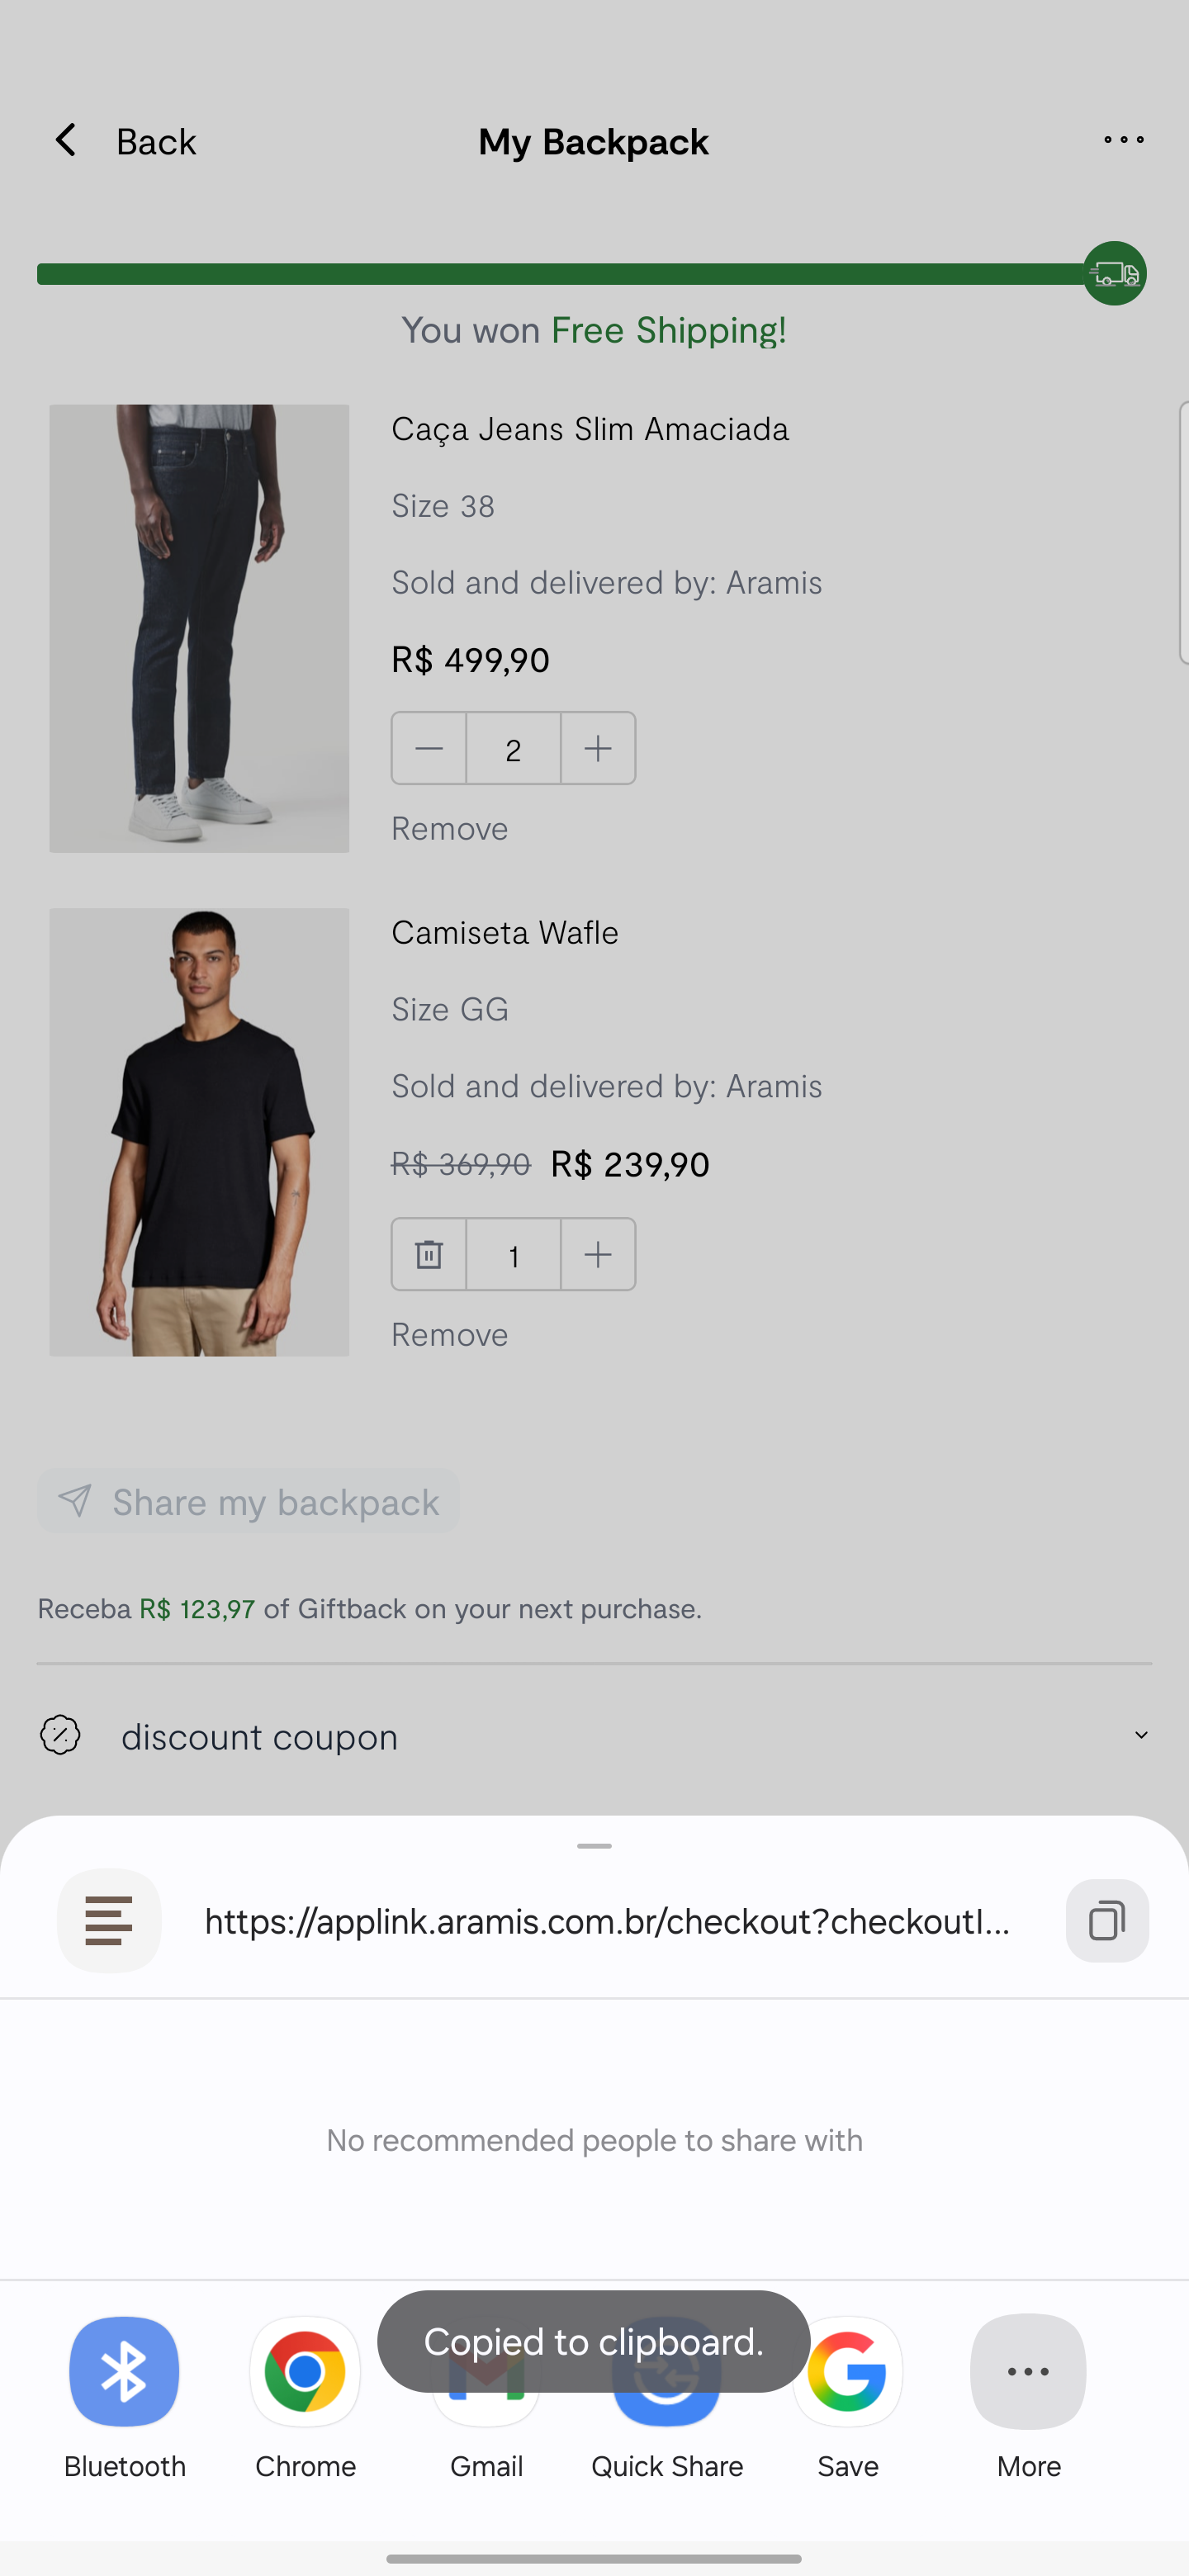 Back
My Backpack
You won Free Shipping!
Caça Jeans Slim Amaciada
Size 38
Sold and delivered by: Aramis
R$ 499,90
2
Remove
Camiseta Wafle
Size GG
Sold and delivered by: Aramis
R$ 369,90 R$ 239,90
1
Remove
Share my backpack
Receba R$ 123,97 of Giftback on your next purchase.
discount coupon
https://applink.aramis.com.br/checkout?checkoutI...
No recommended people to share with
Copied to clipboard.
Bluetooth
Chrome
Gmail
Quick Share
Save
More